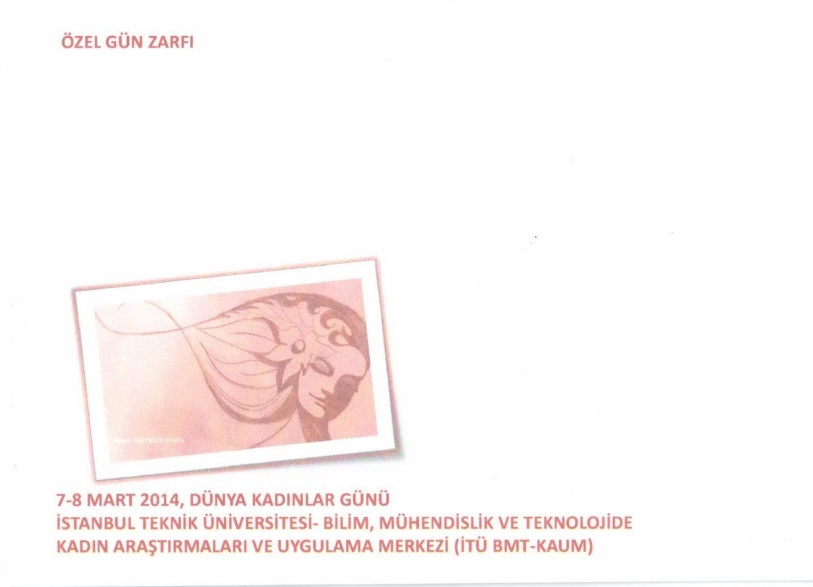 ÖZEL GÜN ZARFI
7-8 MART 2014, DÜNYA KADINLAR GÜNÜ
İSTANBUL TEKNİK ÜNİVERSİTESİ- BİLİM, MÜHENDİSLİK VE TEKNOLOJİDE
KADIN ARAŞTIRMALARI VE UYGULAMA MERKEZİ (İTÜ BMT-KAUM)